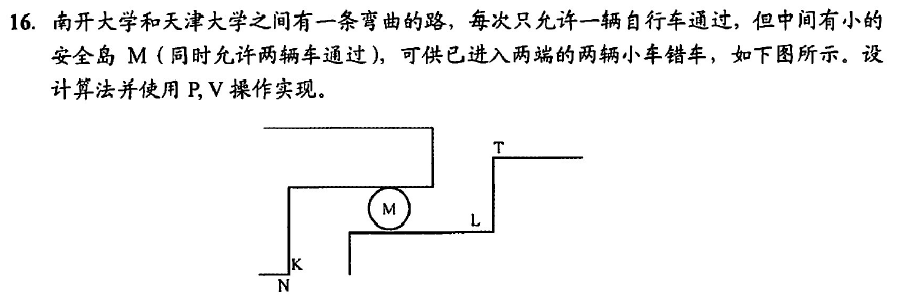 16. 南开大学和天津大学之间有一条弯曲的路，每次只允许一辆自行车通过，但中间有小的
安全岛 M（同时允许两辆车通过），可供已进入两端的两辆小车错车，如下图所示。设
计算法并使用 P, V 操作实现。
T
M
L
K
N